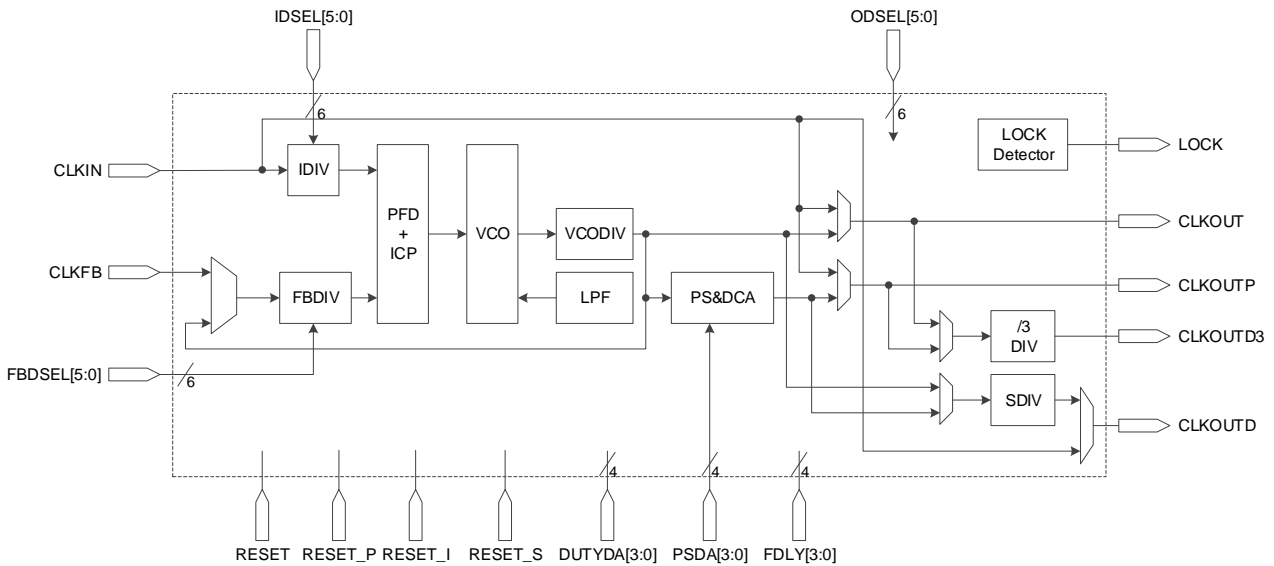 IDSEL[5:0]
ODSEL[5:0]
6
6
CLKIN
IDIV
LOCK
Detector
LOCK
PFD
+
ICP
VCO
VCODIV
CLKOUT
CLKFB
FBDIV
LPF
PS&DCA
CLKOUTP
/3
DIV
CLKOUTD3
FBDSEL[5:0]
6
SDIV
CLKOUTD
4
4
4
RESET
RESET_P
RESET_I
RESET_S
DUTYDA[3:0]
PSDA[3:0]
FDLY[3:0]